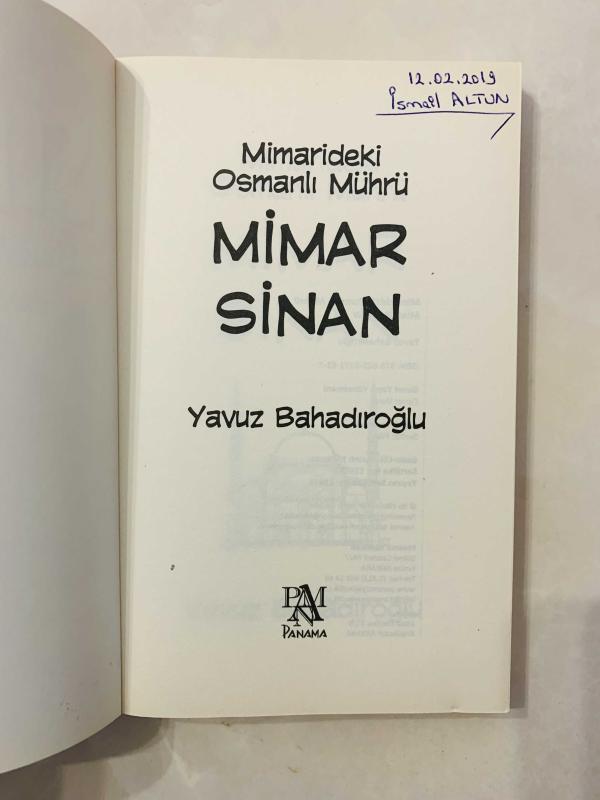 12.02.2019
İsmail ALTUN
Mimarideki
Osmanlı Mührü
MİMAR
SİNAN
Yavuz Bahadıroğlu
PANAMA